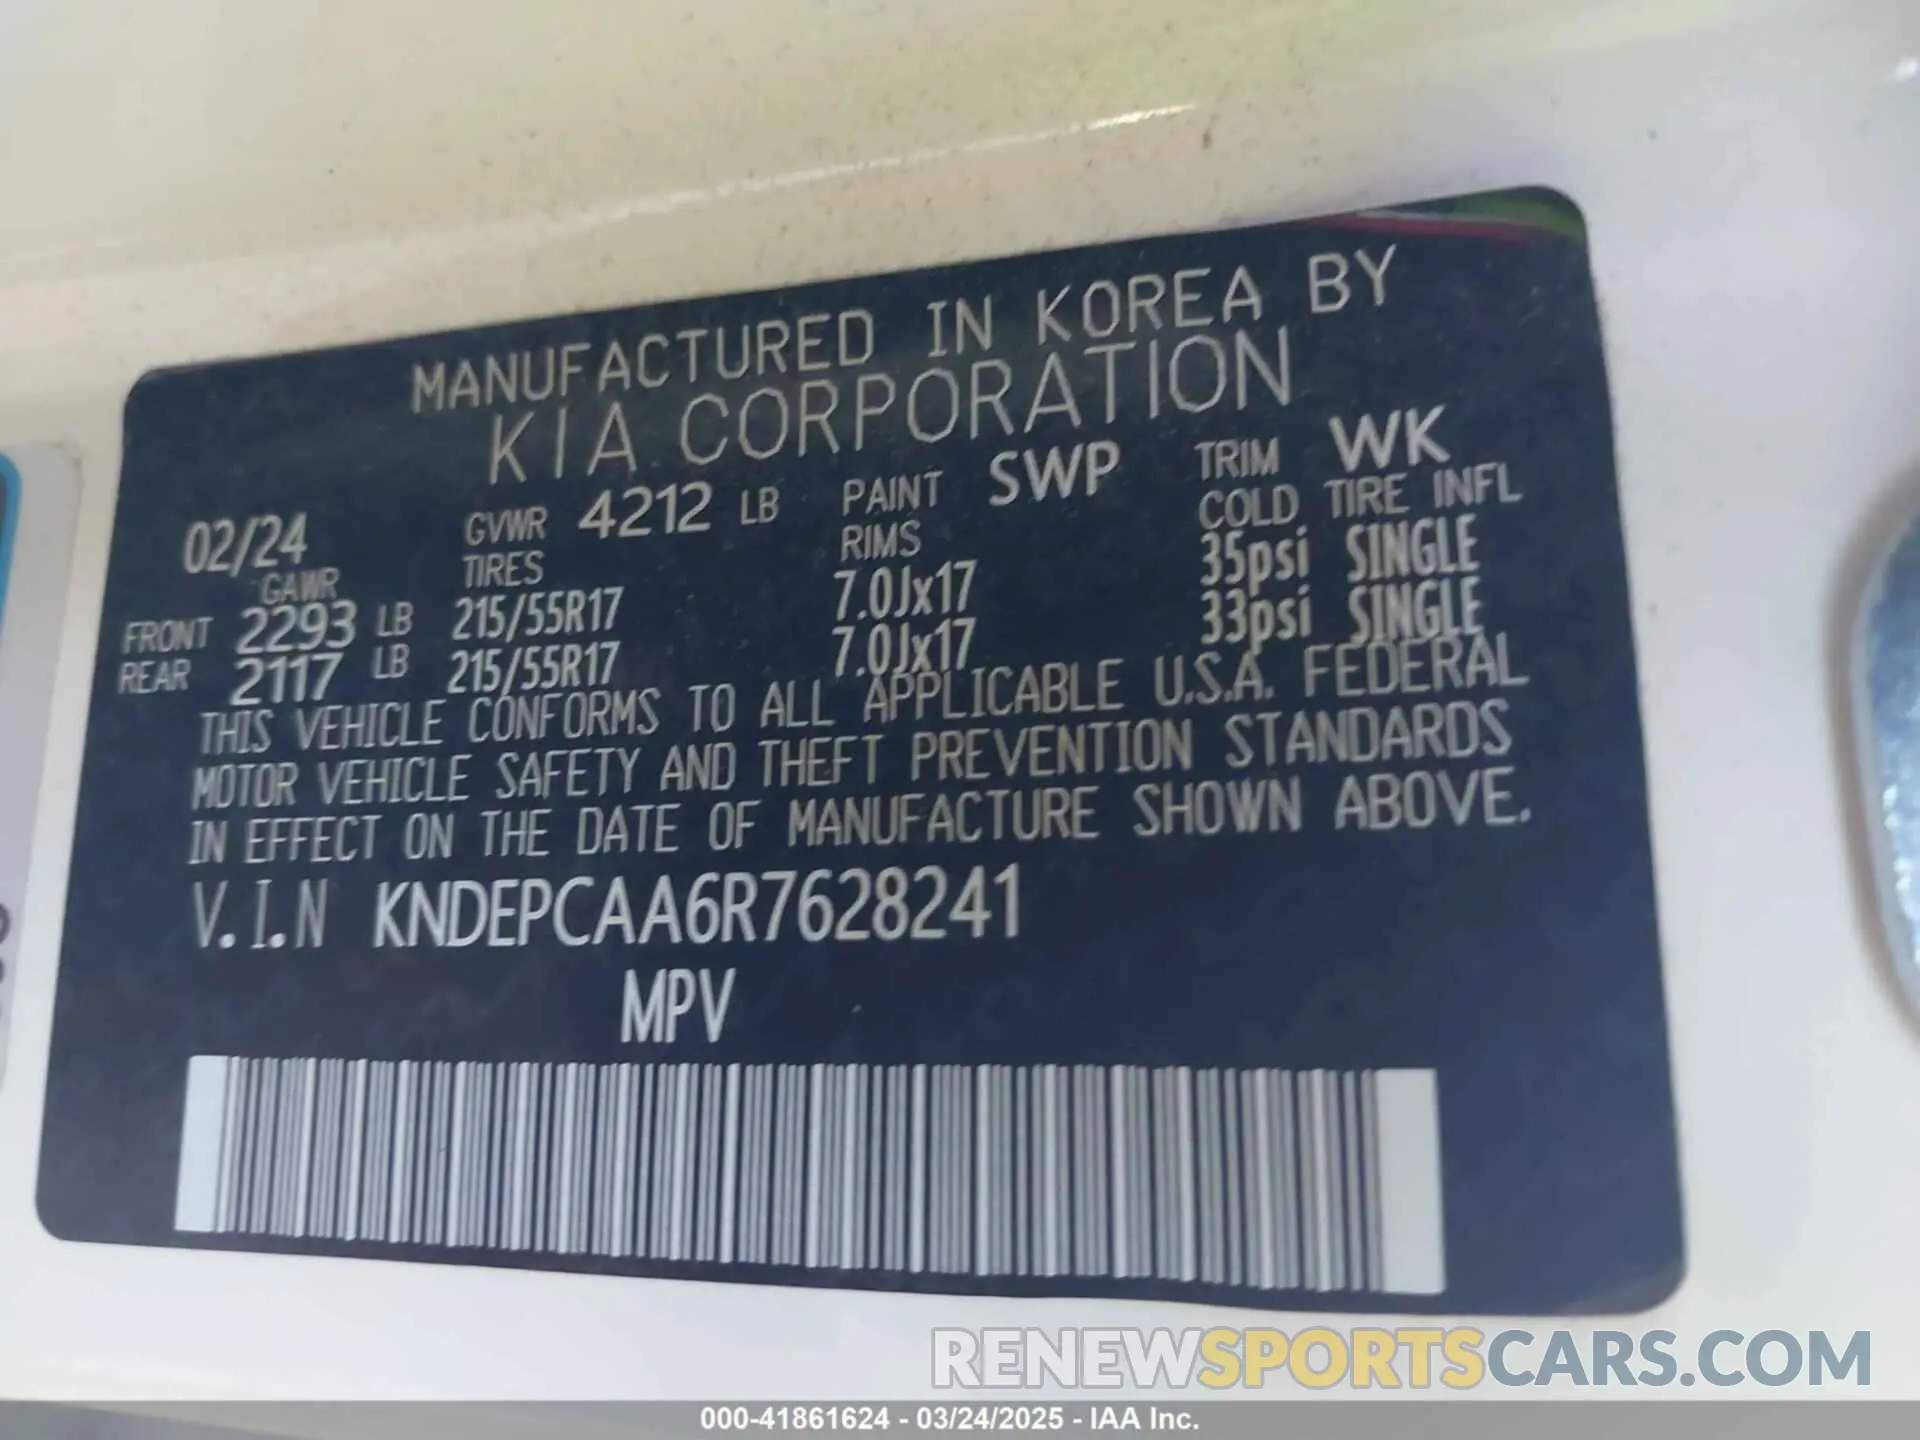 MANUFACTURED IN KOREA BY
KIA CORPORATION
02/24 GVWR 4212 LB PAINT SWP TRIM WK
GAWR TIRES RIMS COLD TIRE INFL
FRONT 2293 LB 215/55R17 7.0Jx17 35psi SINGLE
REAR 2117 LB 215/55R17 7.0Jx17 33psi SINGLE
THIS VEHICLE CONFORMS TO ALL APPLICABLE U.S.A. FEDERAL
MOTOR VEHICLE SAFETY AND THEFT PREVENTION STANDARDS
IN EFFECT ON THE DATE OF MANUFACTURE SHOWN ABOVE.
V.I.N KNDEPCAA6R7628241
MPV
RENEWSPORTSCARS.COM
000-41861624 - 03/24/2025 - IAA Inc.